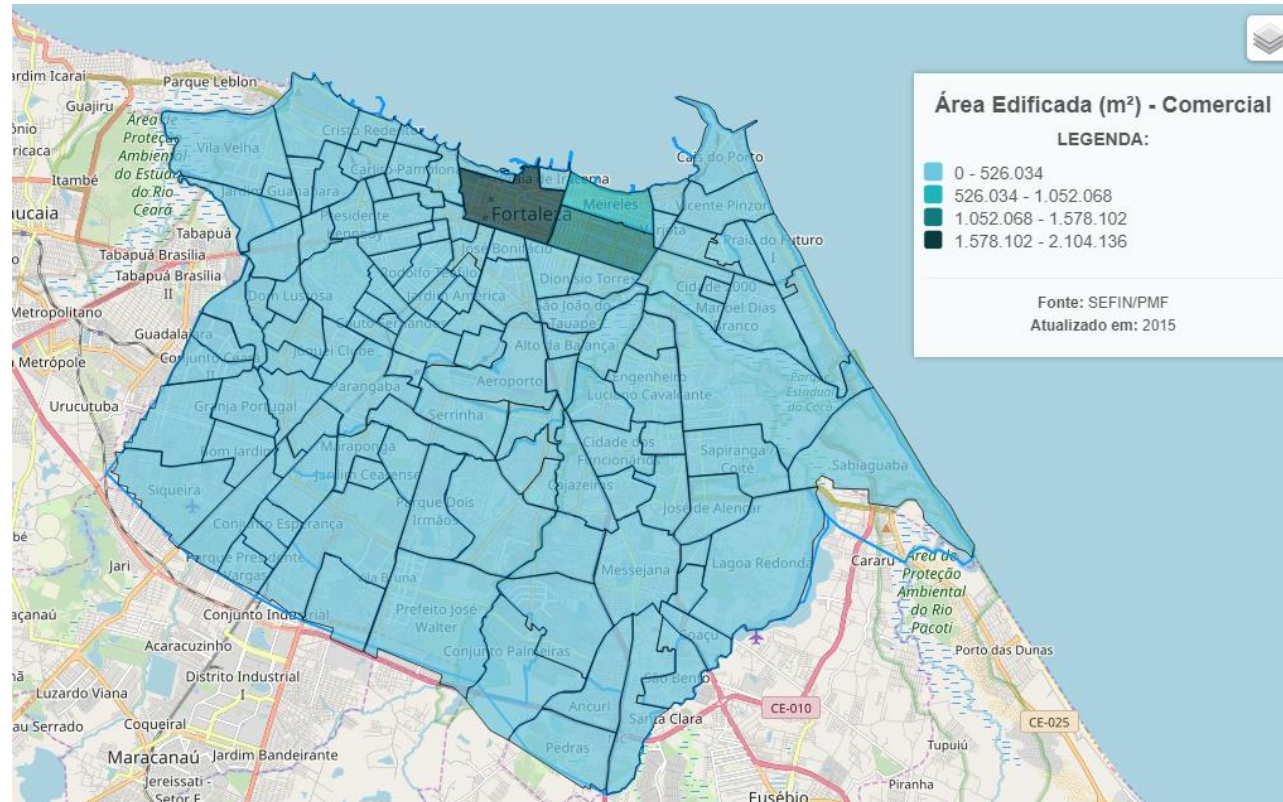 Área Edificada (m²) - Comercial
LEGENDA:
0 - 526.034
526.034 - 1.052.068
1.052.068 - 1.578.102
1.578.102 - 2.104.136
Fonte: SEFIN/PMF
Atualizado em: 2015
ardim Icarai
Parque Leblon
Guajiru
Área de
Proteção
Ambiental
do Estuá
do Rio
Ceará
Itambé
Tabapuá
Tabapuá Brasília
Tabapuá Brasília
II
Metropolitano
Guadalajara
Metrópole
Urucutuba
Vila Velha
Cristo Redentor
Carlito Pamplona
Jardim Guanabara
Presidente
Kennedy
Fortaleza
Meireles
Cais do Porto
Vicente Pinzon
Praia do Futuro
I
José Bonifácio
Rodolfo Teófilo
Dionísio Torres
Cidade 2000
Jardim América
São João do
Tauape
Manoel Dias
Branco
Dom Lustosa
Couto Fernandes
Jóquei Clube
Alto da Balança
Conjunto Ceará
II
Parangaba
Aeroporto
Engenheiro
Luciano Cavalcante
Parque
Estadual
do Cocó
Granja Portugal
Serrinha
Bom Jardim
Maraponga
Cidade dos
Funcionários
Sapiranga
Coité
Sabiaguaba
Jardim Cearense
Cajazeiras
Siqueira
Parque Dois
Irmãos
José de Alencar
Conjunto Esperança
Parque Presidente
Vargas
Vila Bruna
Messejana
Lagoa Redonda
Prefeito José
Walter
Coaçu
Conjunto Palmeiras
São Bento
Ancuri
Santa Clara
Pedras
Jari
Conjunto Industrial
Acaracuzinho
Distrito Industrial
I
Luzardo Viana
Coqueiral
Jardim Bandeirante
Maracanaú
Jereissati -
Setor F
Cararu
Área de
Proteção
Ambiental
do Rio
Pacoti
Porto das Dunas
CE-010
CE-025
Tupuiú
Piranha
Eusébio